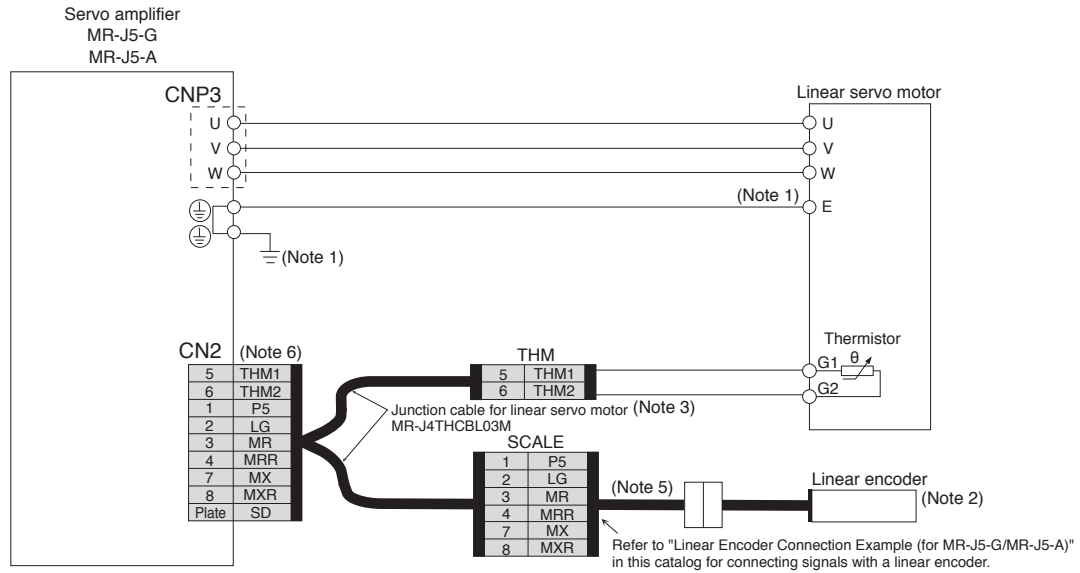 Servo amplifier
MR-J5-G
MR-J5-A
CNP3
U
V
W
(Note 1)
Linear servo motor
U
V
W
(Note 1)
E
CN2 (Note 6)
5 THM1
6 THM2
1 P5
2 LG
3 MR
4 MRR
7 MX
8 MXR
Plate SD
THM
5 THM1
6 THM2
Thermistor
G1 θ
G2
Junction cable for linear servo motor (Note 3)
MR-J4THCBL03M
SCALE
1 P5
2 LG
3 MR
4 MRR
7 MX
8 MXR
(Note 5)
Linear encoder
(Note 2)
Refer to "Linear Encoder Connection Example (for MR-J5-G/MR-J5-A)"
in this catalog for connecting signals with a linear encoder.